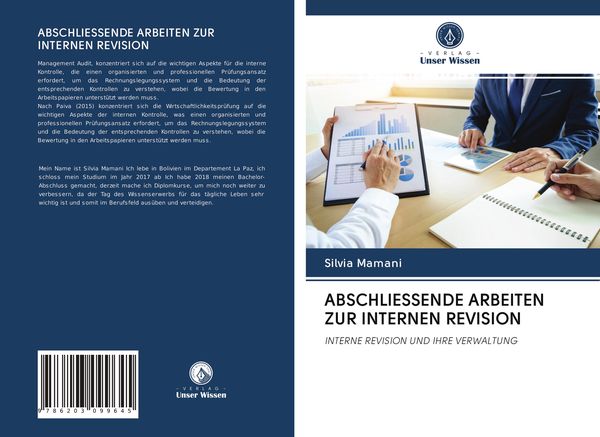 ABSCHLIESSENDE ARBEITEN ZUR
INTERNEN REVISION
Management Audit, konzentriert sich auf die wichtigen Aspekte für die interne
Kontrolle, die einen organisierten und professionellen Prüfungsansatz
erfordert, um das Rechnungslegungssystem und die Bedeutung der
entsprechenden Kontrollen zu verstehen, wobei die Bewertung in den
Arbeitspapieren unterstützt werden muss.
Nach Paiva (2015) konzentriert sich die Wirtschaftlichkeitsprüfung auf die
wichtigen Aspekte der internen Kontrolle, was einen organisierten und
professionellen Prüfungsansatz erfordert, um das Rechnungslegungssystem
und die Bedeutung der entsprechenden Kontrollen zu verstehen, wobei die
Bewertung in den Arbeitspapieren unterstützt werden muss.
Mein Name ist Silvia Mamani Ich lebe in Bolivien im Departement La Paz, ich
schloss mein Studium im Jahr 2017 ab Ich habe 2018 meinen Bachelor-
Abschluss gemacht, derzeit mache ich Diplomkurse, um mich noch weiter zu
verbessern, da der Tag des Wissenserwerbs für das tägliche Leben sehr
wichtig ist und somit im Berufsfeld ausüben und verteidigen.
9 786203 099645
VERLAG
Unser Wissen
VERLAG
Unser Wissen
Silvia Mamani
ABSCHLIESSENDE ARBEITEN
ZUR INTERNEN REVISION
INTERNE REVISION UND IHRE VERWALTUNG